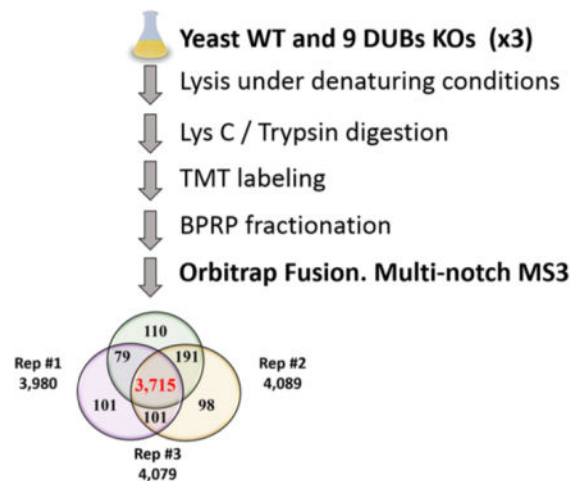 Yeast WT and 9 DUBs KOs (x3)
Lysis under denaturing conditions
Lys C / Trypsin digestion
TMT labeling
BPRP fractionation
Orbitrap Fusion. Multi-notch MS3
110
79
191
Rep #1
3,980
Rep #2
4,089
3,715
101
98
101
Rep #3
4,079